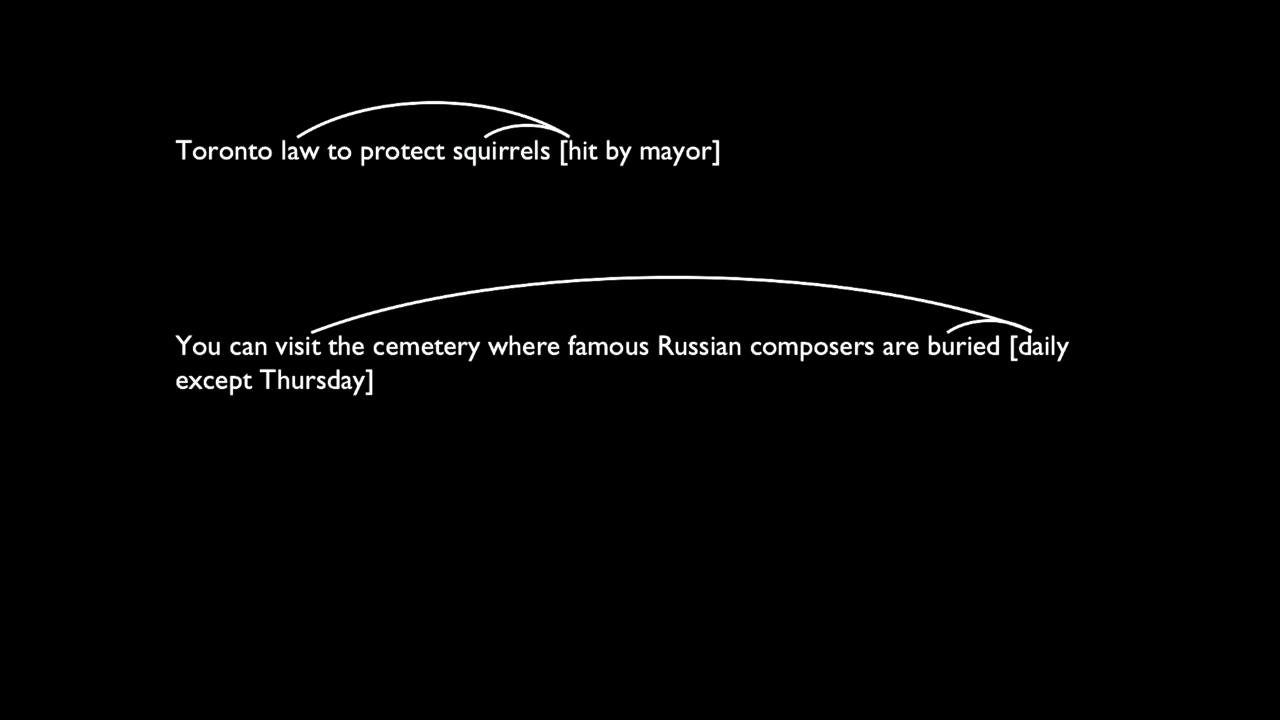 Toronto law to protect squirrels [hit by mayor]
You can visit the cemetery where famous Russian composers are buried [daily
except Thursday]